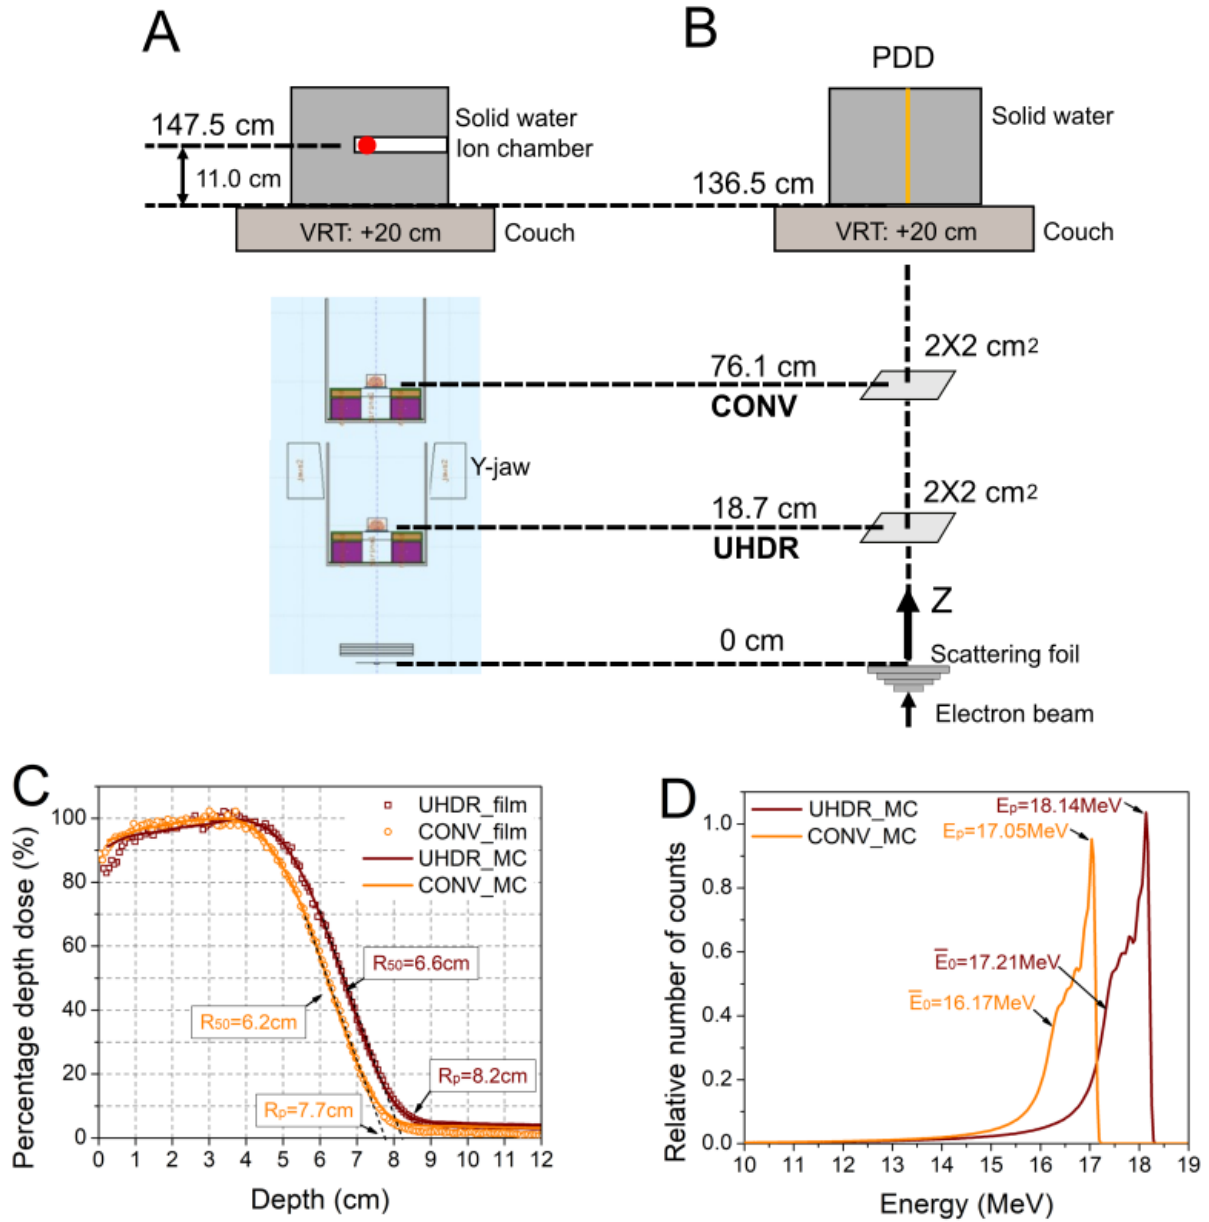 A
B
PDD
147.5 cm
Solid water
Ion chamber
11.0 cm
Solid water
136.5 cm
VRT: +20 cm
Couch
VRT: +20 cm
Couch
76.1 cm
CONV
2X2 cm2
Y-jaw
18.7 cm
UHDR
2X2 cm2
Z
0 cm
Scattering foil
Electron beam
C
Percentage depth dose (%)
100
80
60
40
20
0
UHDR_film
CONV_film
UHDR_MC
CONV_MC
R50=6.6cm
R50=6.2cm
Rp=8.2cm
Rp=7.7cm
0 1 2 3 4 5 6 7 8 9 10 11 12
Depth (cm)
D
Relative number of counts
1.0
0.8
0.6
0.4
0.2
0.0
UHDR_MC
CONV_MC
Ep=18.14MeV
Ep=17.05MeV
E̅0=17.21MeV
E̅0=16.17MeV
10 11 12 13 14 15 16 17 18 19
Energy (MeV)